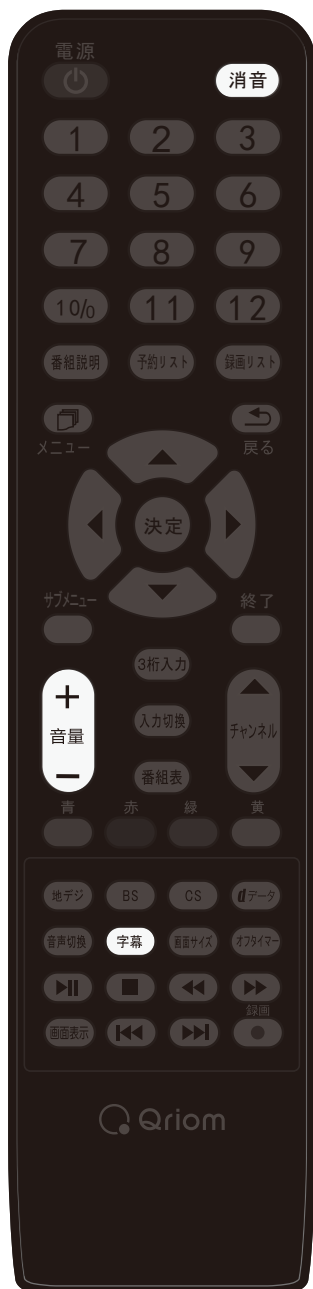 電源
消音
1 2 3
4 5 6
7 8 9
10/0 11 12
番組説明 予約リスト 録画リスト
メニュー 戻る
決定
サブメニュー 終了
3桁入力
+ 音量 −
入力切換
チャンネル
番組表
青 赤 緑 黄
地デジ BS CS dデータ
音声切換 字幕 画面サイズ オフタイマー
録画
画面表示
Qriom